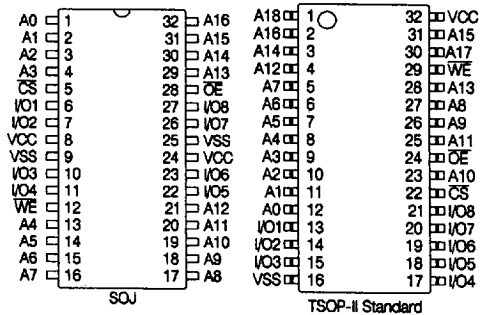 A0 1 32 A16
A1 2 31 A15
A2 3 30 A14
A3 4 29 A13
CS 5 28 OE
I/O1 6 27 I/O8
I/O2 7 26 I/O7
VCC 8 25 VSS
VSS 9 24 VCC
I/O3 10 23 I/O6
I/O4 11 22 I/O5
WE 12 21 A12
A4 13 20 A11
A5 14 19 A10
A6 15 18 A9
A7 16 17 A8
SOJ
A18 1 32 VCC
A16 2 31 A15
A14 3 30 A17
A12 4 29 WE
A7 5 28 A13
A6 6 27 A8
A5 7 26 A9
A4 8 25 A11
A3 9 24 OE
A2 10 23 A10
A1 11 22 CS
A0 12 21 I/O8
I/O1 13 20 I/O7
I/O2 14 19 I/O6
I/O3 15 18 I/O5
VSS 16 17 I/O4
TSOP-II Standard